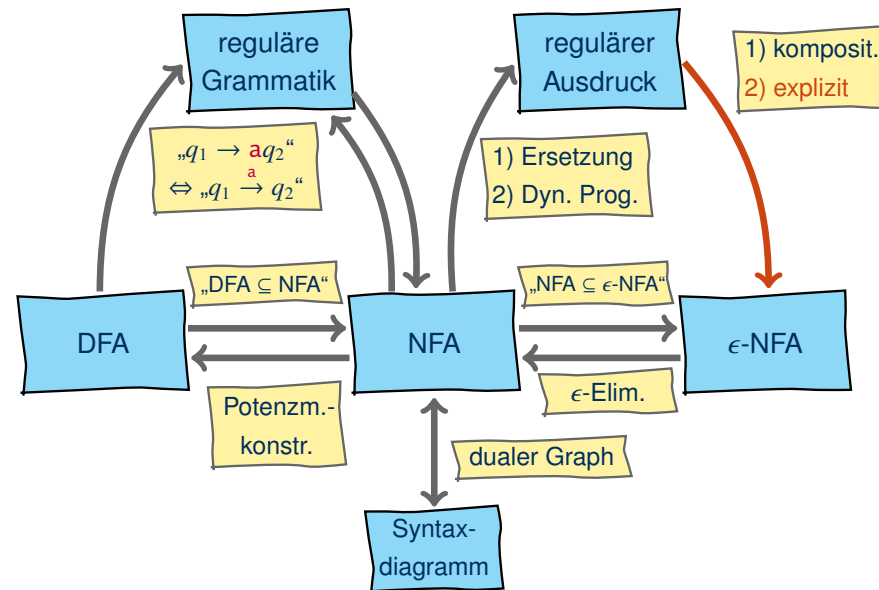 reguläre
Grammatik
regulärer
Ausdruck
1) komposit.
2) explizit
„q₁ → aq₂“
a
⇔ „q₁ → q₂“
1) Ersetzung
2) Dyn. Prog.
„DFA ⊆ NFA“
„NFA ⊆ ϵ-NFA“
DFA
NFA
ϵ-NFA
Potenzm.-
konstr.
ϵ-Elim.
dualer Graph
Syntax-
diagramm